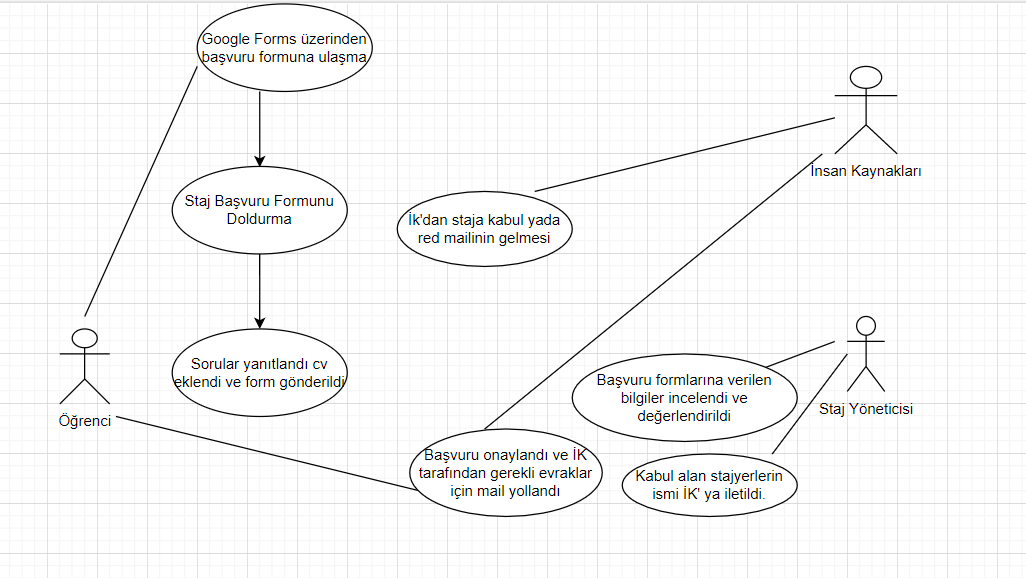 Google Forms üzerinden
başvuru formuna ulaşma
Staj Başvuru Formunu
Doldurma
Sorular yanıtlandı cv
eklendi ve form gönderildi
Öğrenci
İnsan Kaynakları
İk'dan staja kabul yada
red mailinin gelmesi
Başvuru formlarına verilen
bilgiler incelendi ve
değerlendirildi
Staj Yöneticisi
Başvuru onaylandı ve İK
tarafından gerekli evraklar
için mail yollandı
Kabul alan stajyerlerin
ismi İK' ya iletildi.